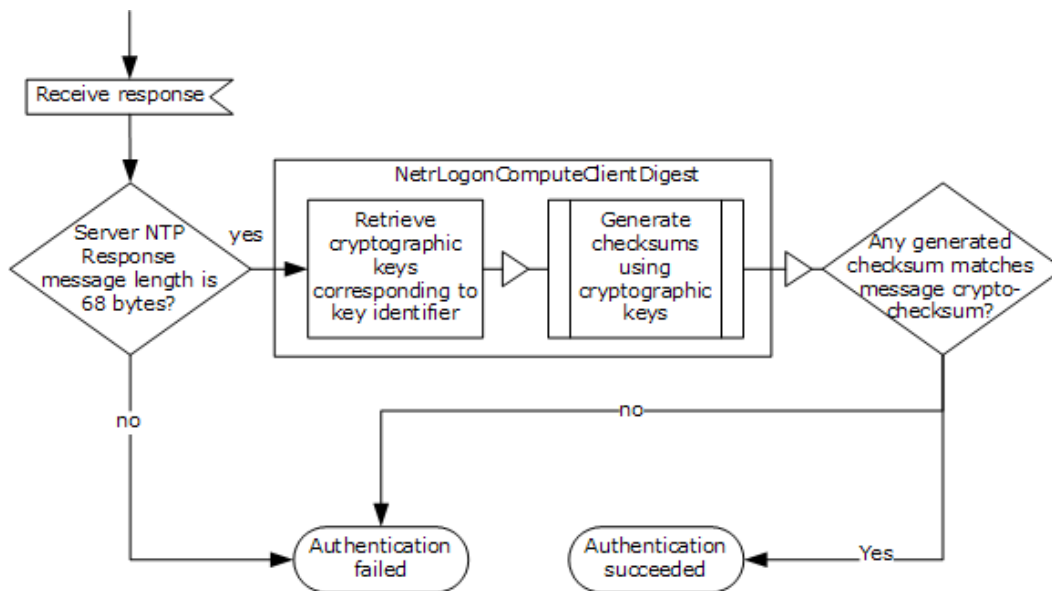 Receive response
Server NTP
Response
message length is
68 bytes?
yes
NetrLogonComputeClientDigest
Retrieve
cryptographic
keys
corresponding to
key identifier
Generate
checksums
using
cryptographic
keys
Any generated
checksum matches
message crypto-
checksum?
no
no
Authentication
failed
Authentication
succeeded
Yes